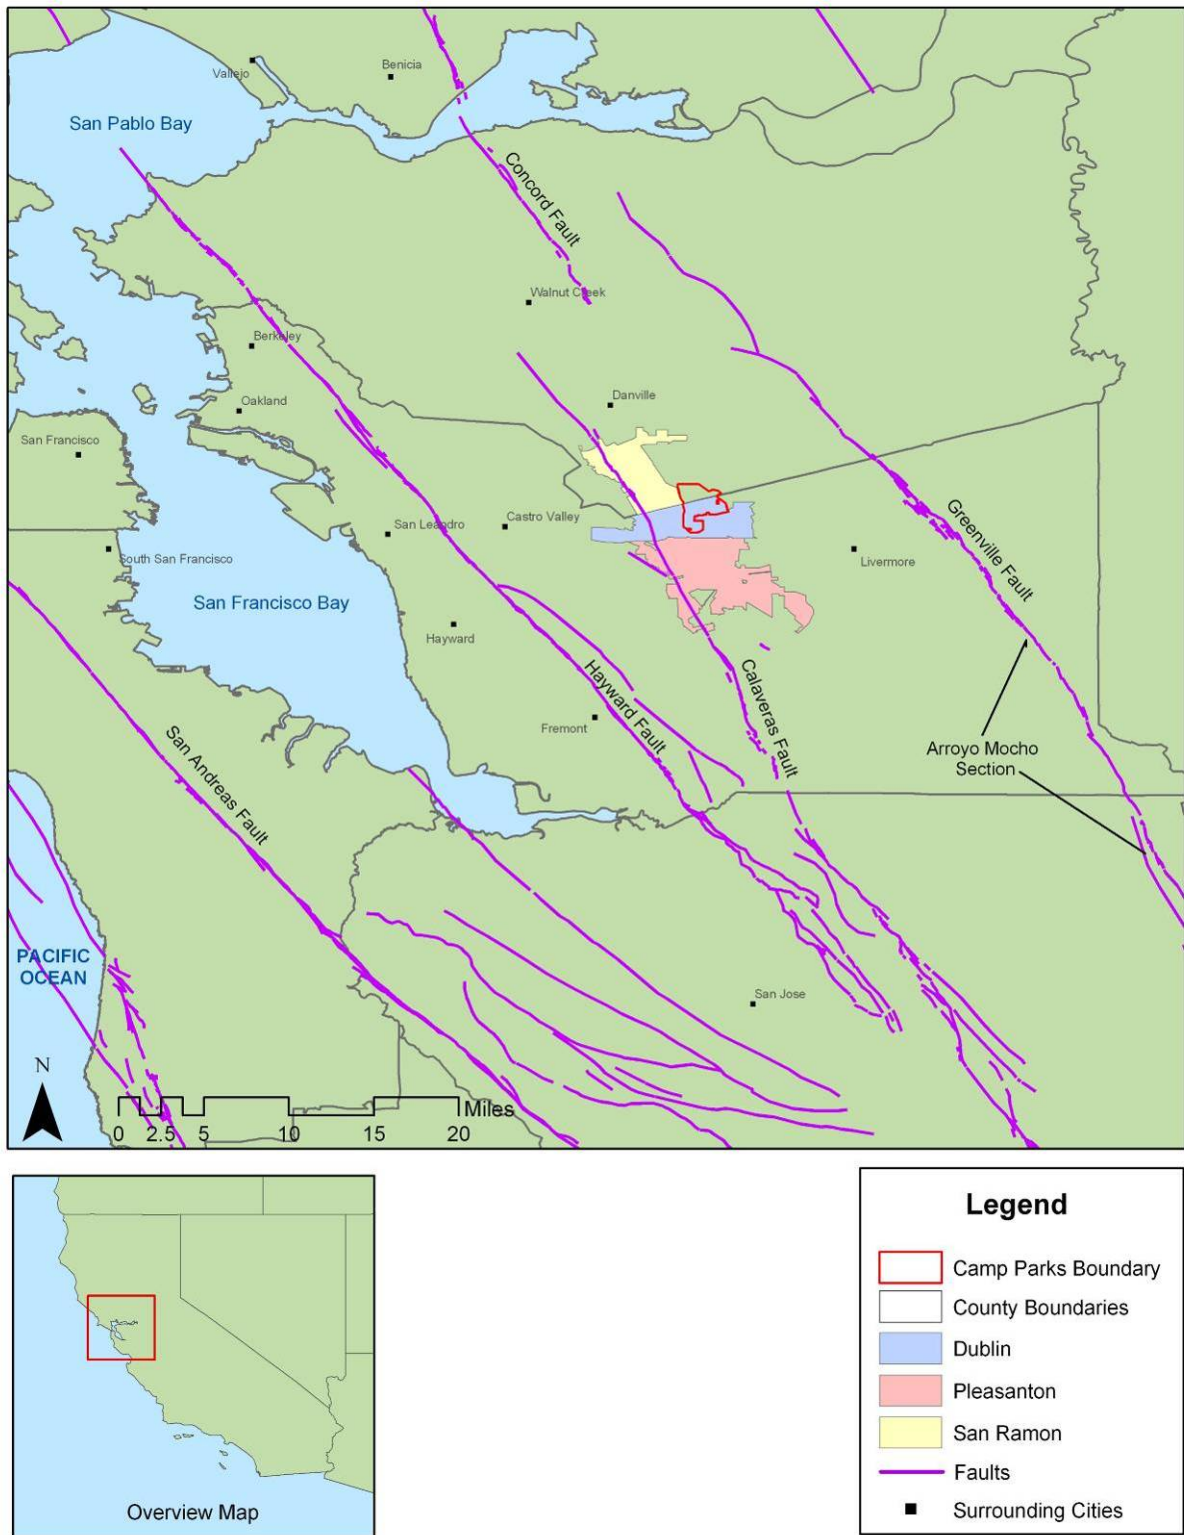 Vallejo
Benicia
San Pablo Bay
Concord Fault
Walnut Creek
Berkeley
Danville
Oakland
San Francisco
San Leandro
Castro Valley
Greenville Fault
South San Francisco
Livermore
San Francisco Bay
Hayward
Hayward Fault
Calaveras Fault
Fremont
San Andreas Fault
Arroyo Mocho
Section
PACIFIC
OCEAN
San Jose
N
Miles
0 2.5 5 10 15 20
Overview Map
Legend
Camp Parks Boundary
County Boundaries
Dublin
Pleasanton
San Ramon
Faults
Surrounding Cities